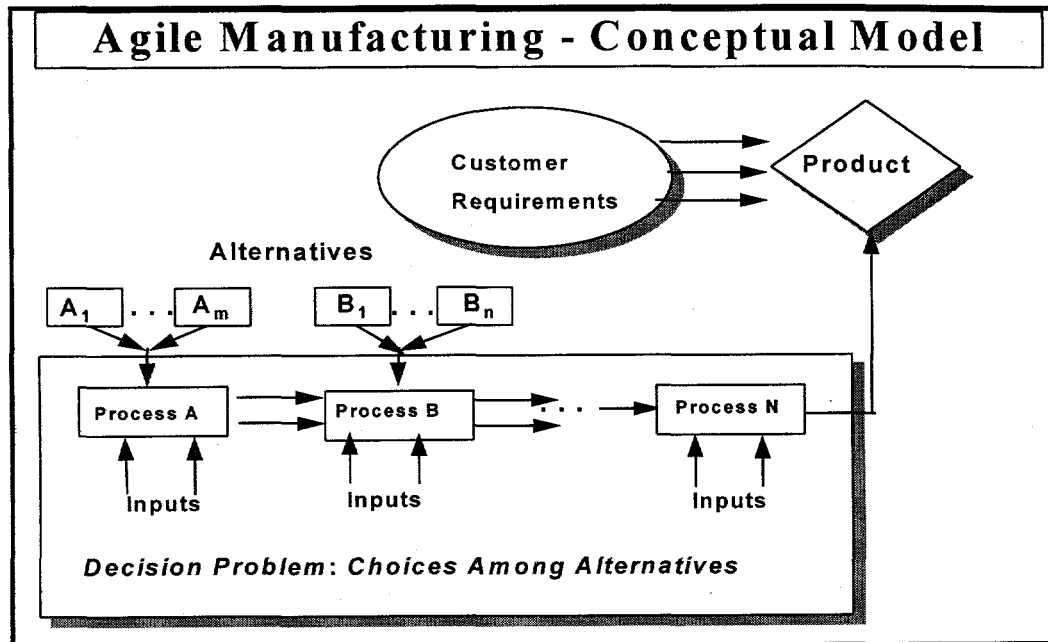 Agile Manufacturing - Conceptual Model
Customer
Requirements
Product
Alternatives
A1 . . . Am B1 . . . Bn
Process A Process B . . . Process N
Inputs Inputs Inputs
Decision Problem: Choices Among Alternatives